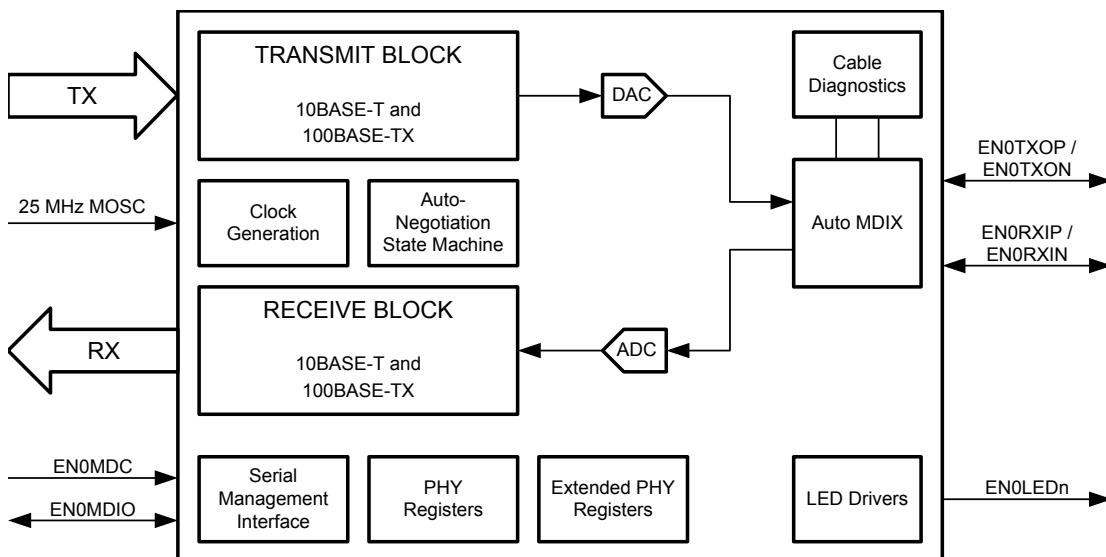 TRANSMIT BLOCK
10BASE-T and
100BASE-TX
TX
DAC
Cable
Diagnostics
EN0TXOP /
EN0TXON
25 MHz MOSC
Clock
Generation
Auto-
Negotiation
State Machine
Auto MDIX
EN0RXIP /
EN0RXIN
RECEIVE BLOCK
10BASE-T and
100BASE-TX
RX
ADC
EN0MDC
EN0MDIO
Serial
Management
Interface
PHY
Registers
Extended PHY
Registers
LED Drivers
EN0LEDn